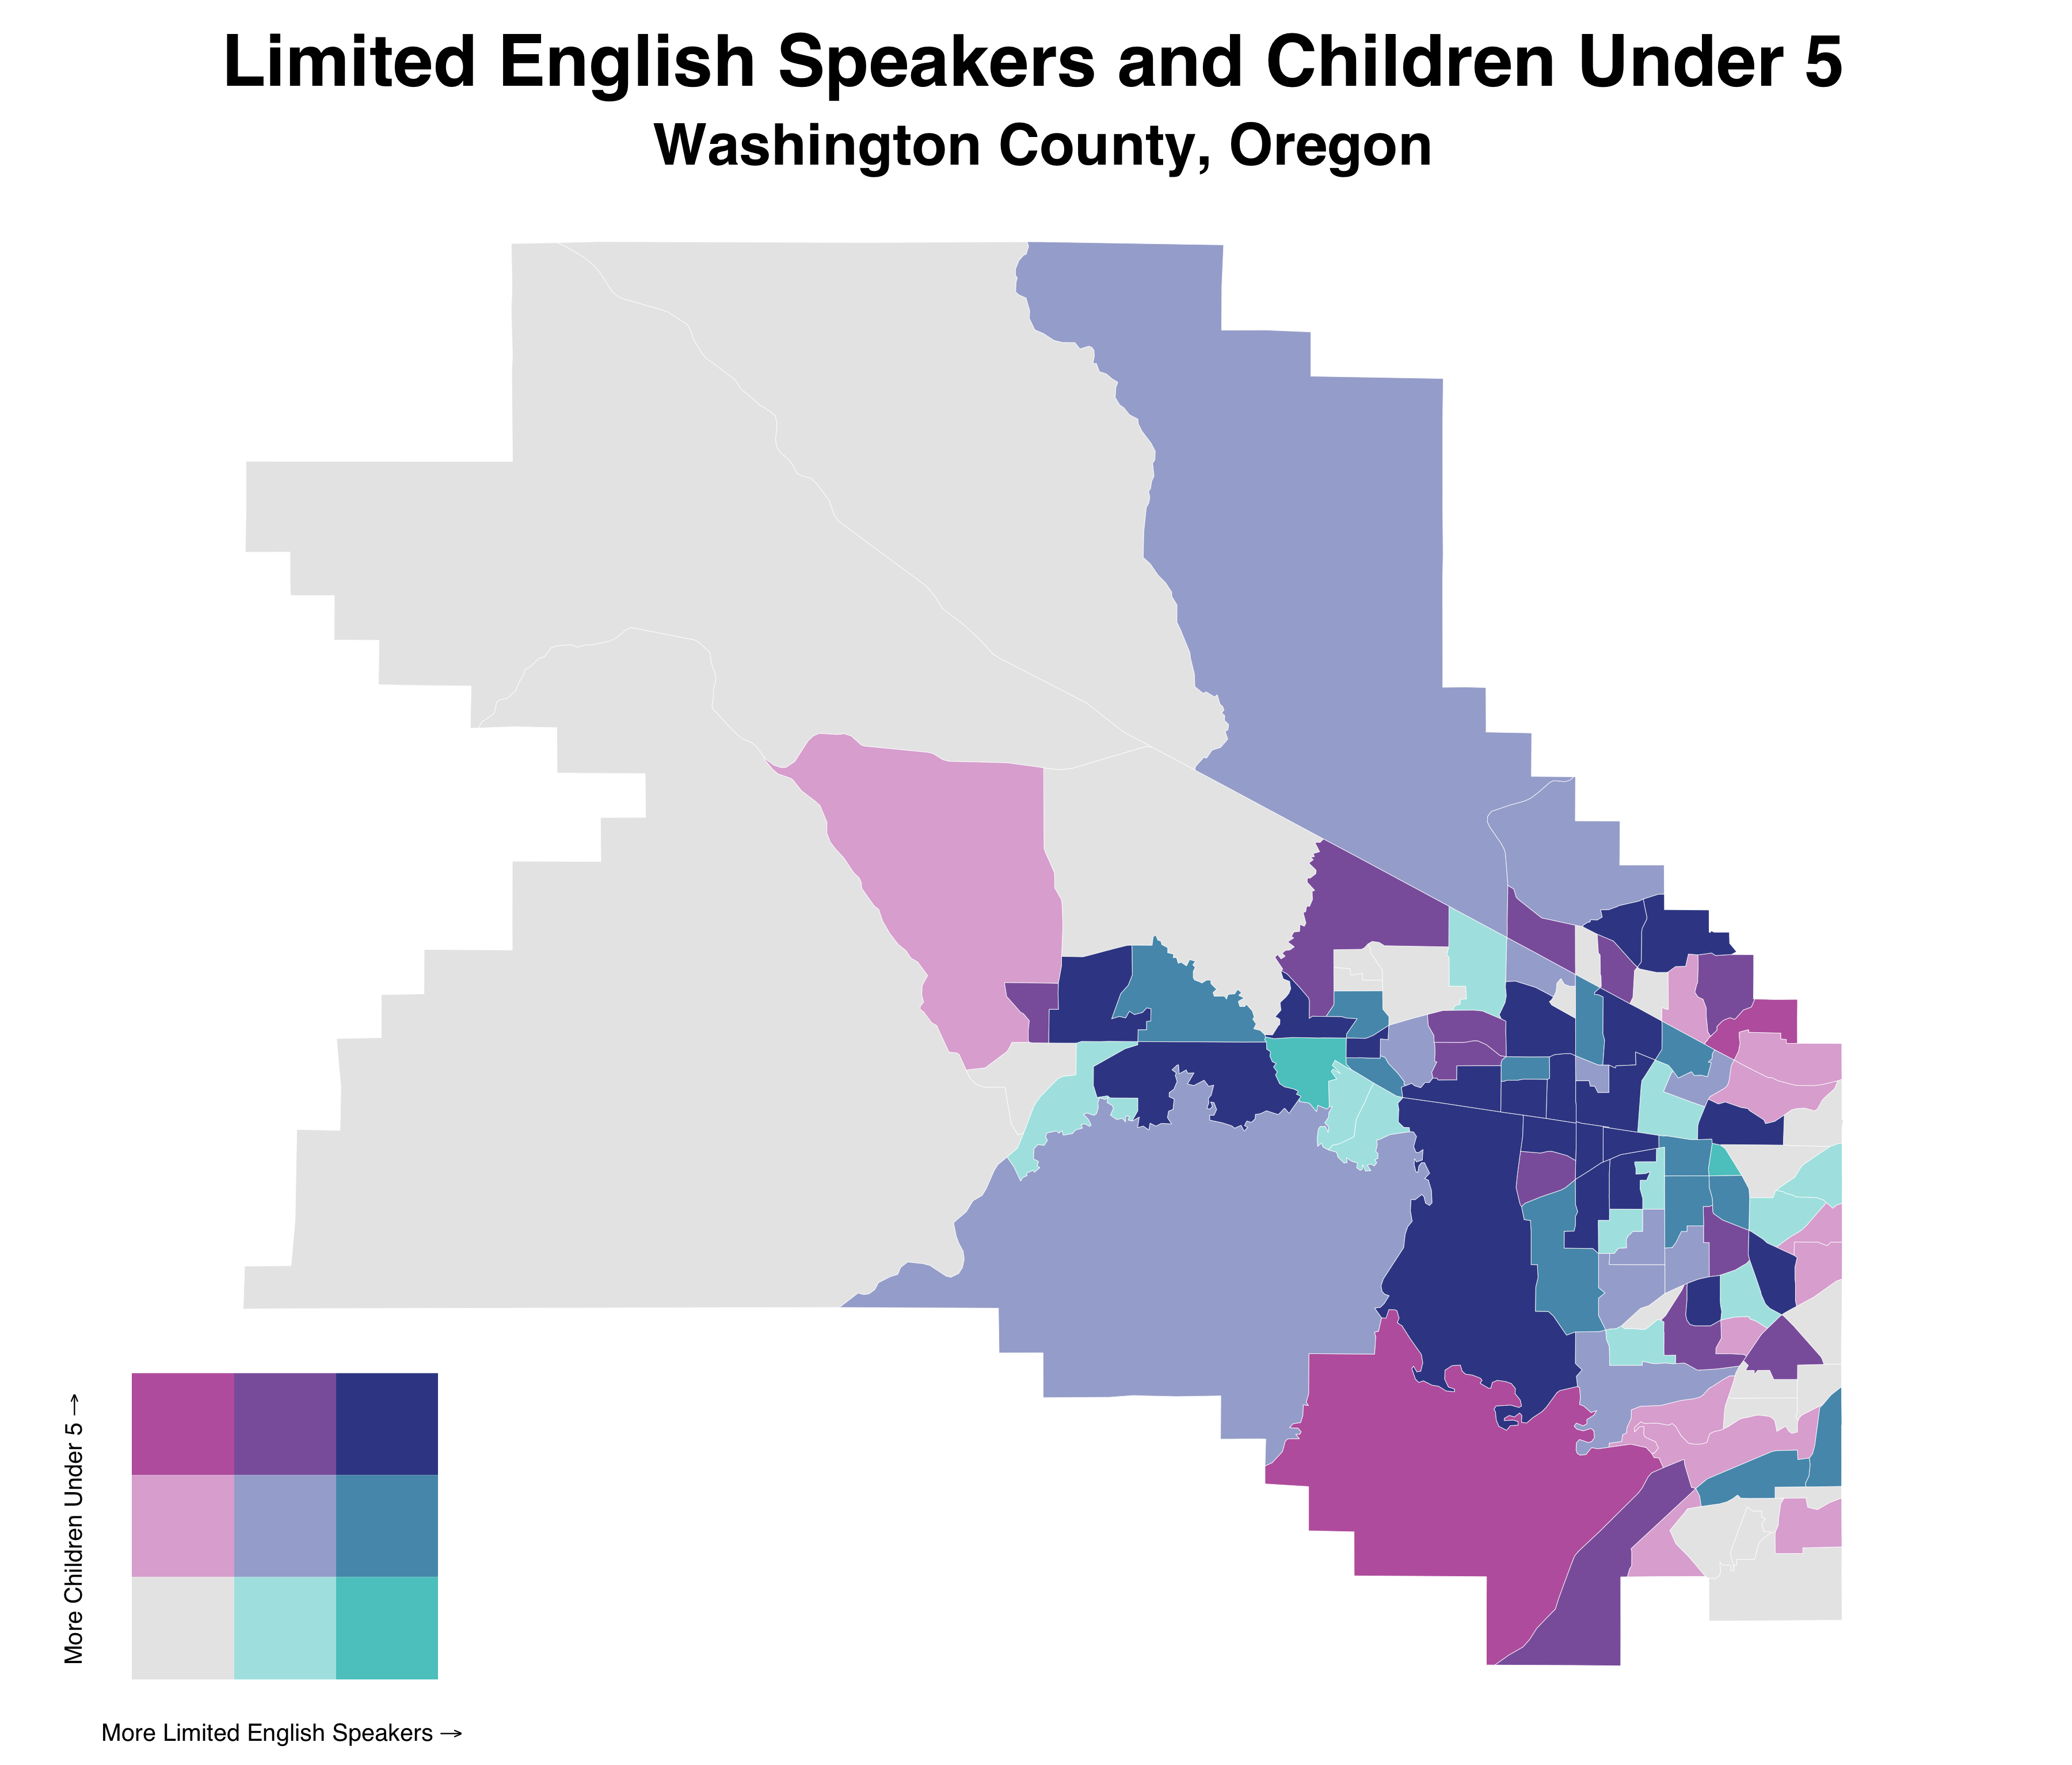 Limited English Speakers and Children Under 5
Washington County, Oregon
More Children Under 5 →
More Limited English Speakers →